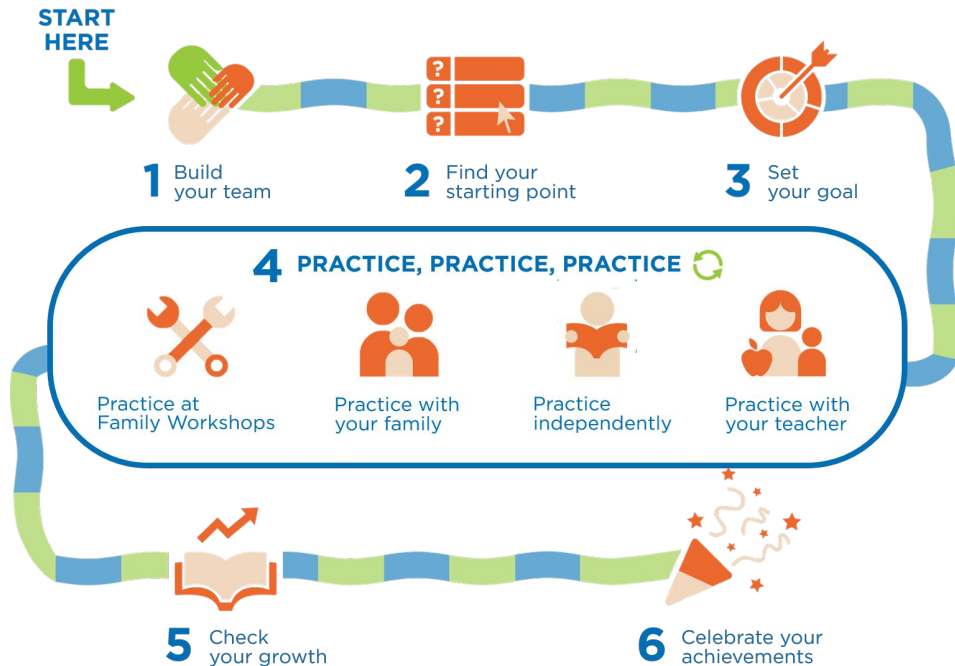 START
HERE
1 Build
your team
2 Find your
starting point
3 Set
your goal
4 PRACTICE, PRACTICE, PRACTICE
Practice at
Family Workshops
Practice with
your family
Practice
independently
Practice with
your teacher
5 Check
your growth
6 Celebrate your
achievements
?
?
?